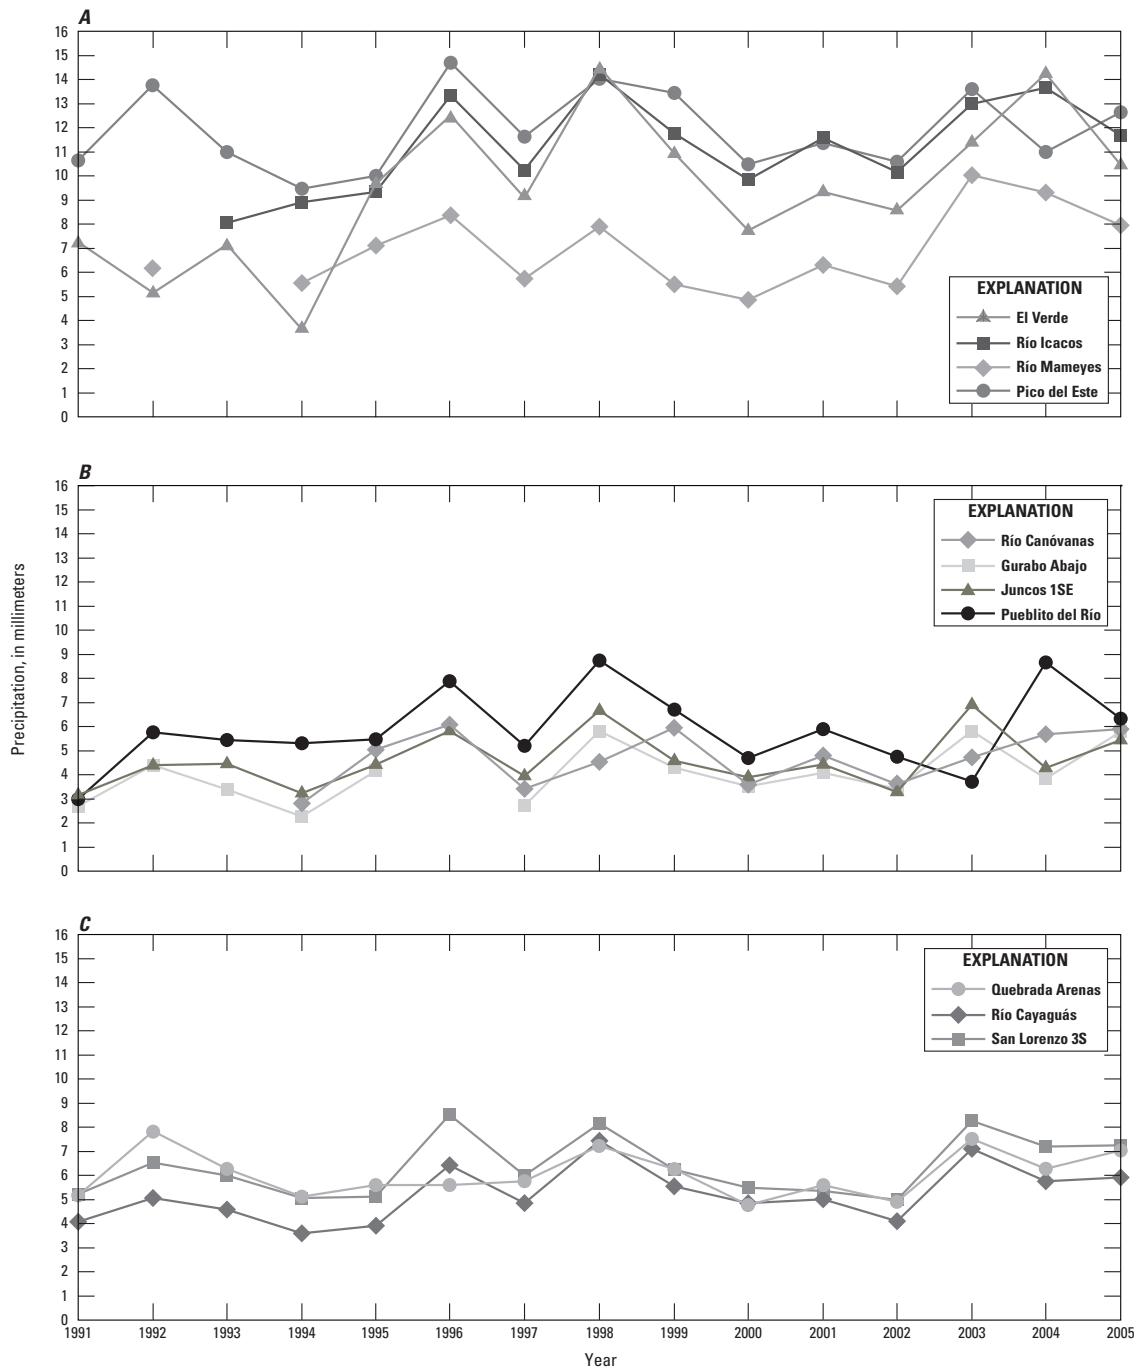 A
16
15
14
13
12
11
10
9
8
7
6
5
4
3
2
1
0
EXPLANATION
El Verde
Río Icacos
Río Mameyes
Pico del Este
B
16
15
14
13
12
11
10
9
8
7
6
5
4
3
2
1
0
EXPLANATION
Río Canóvanas
Gurabo Abajo
Juncos 1SE
Pueblito del Río
Precipitation, in millimeters
C
16
15
14
13
12
11
10
9
8
7
6
5
4
3
2
1
0
EXPLANATION
Quebrada Arenas
Río Cayaguás
San Lorenzo 3S
1991 1992 1993 1994 1995 1996 1997 1998 1999 2000 2001 2002 2003 2004 2005
Year